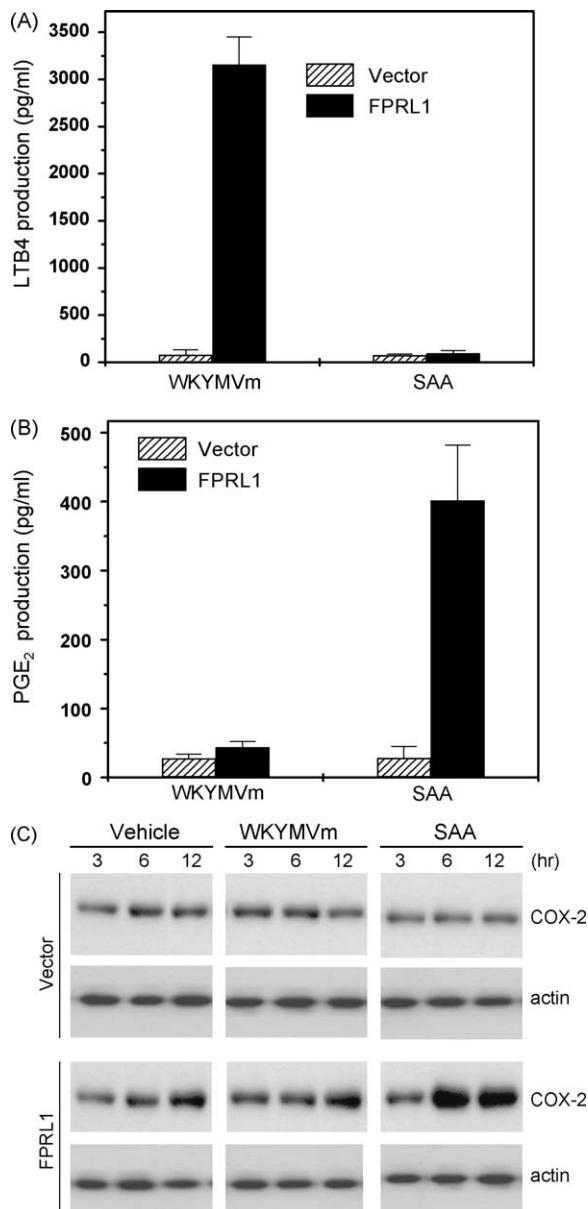 (A)
LTB4 production (pg/ml)
3500
3000
2500
2000
1500
1000
500
0
Vector
FPRL1
WKYMVm SAA
(B)
PGE₂ production (pg/ml)
500
400
300
200
100
0
Vector
FPRL1
WKYMVm SAA
(C)
Vehicle WKYMVm SAA
3 6 12 3 6 12 3 6 12 (hr)
Vector
COX-2
actin
FPRL1
COX-2
actin